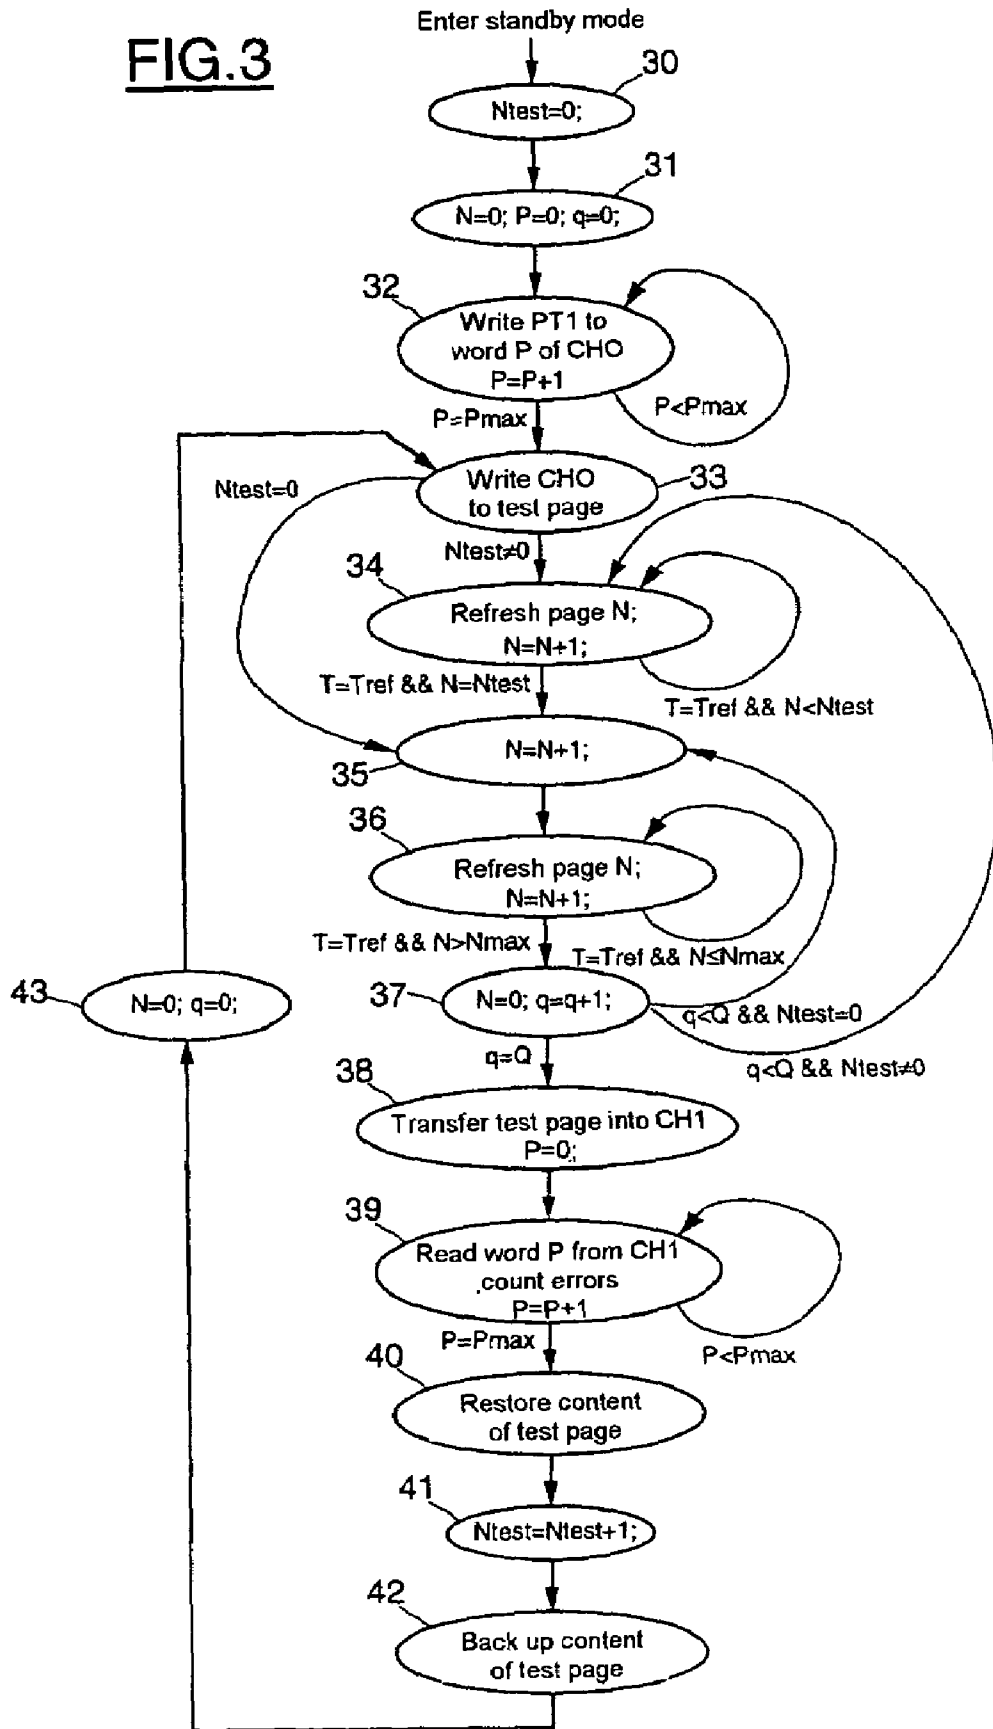 Enter standby mode
FIG.3
30
Ntest=0;
31
N=0; P=0; q=0;
32
Write PT1 to
word P of CHO
P=P+1
P<Pmax
P=Pmax
Ntest=0
Write CHO
to test page
33
Ntest≠0
34
Refresh page N;
N=N+1;
T=Tref && N=Ntest
T=Tref && N<Ntest
N=N+1;
35
36
Refresh page N;
N=N+1;
T=Tref && N>Nmax
T=Tref && N≤Nmax
43
N=0; q=0;
37
N=0; q=q+1;
q<Q && Ntest=0
q=Q
q<Q && Ntest≠0
38
Transfer test page into CH1
P=0;
39
Read word P from CH1
count errors
P=P+1
P=Pmax
P<Pmax
40
Restore content
of test page
41
Ntest=Ntest+1;
42
Back up content
of test page